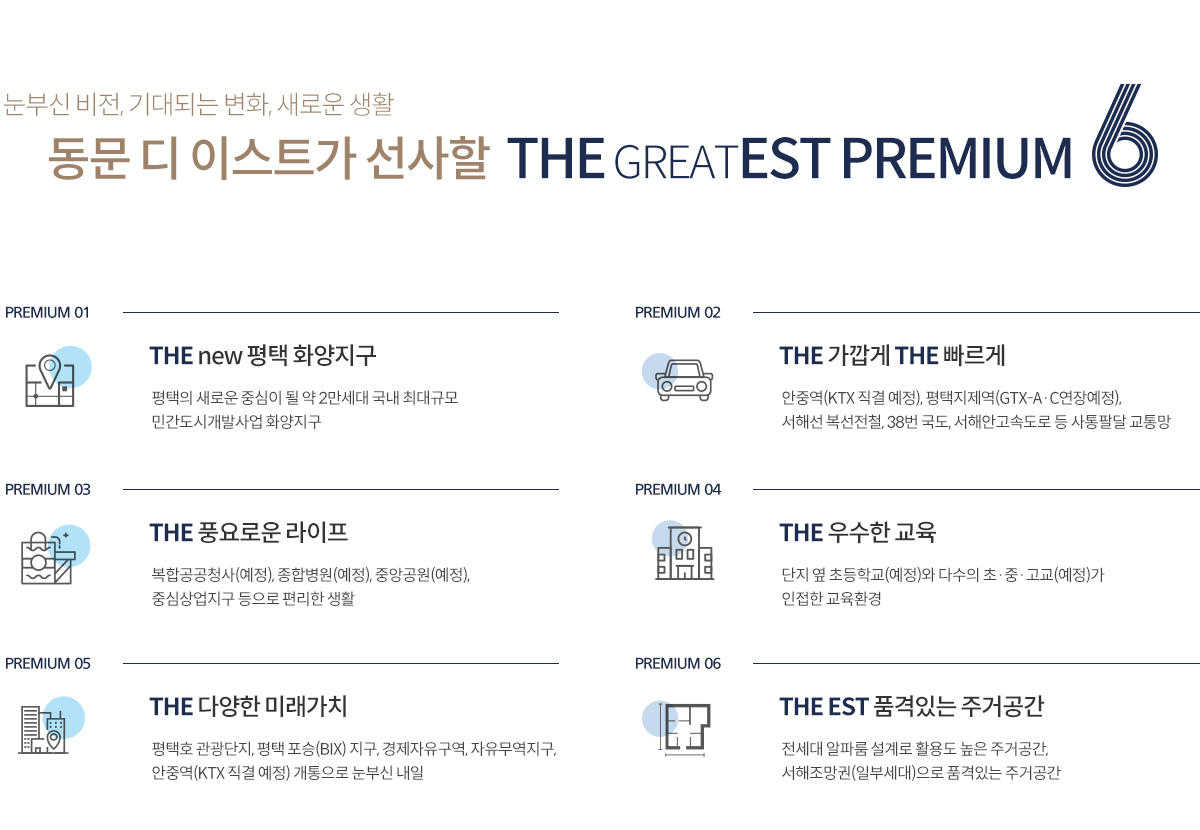 눈부신 비전, 기대되는 변화, 새로운 생활
동문 디 이스트가 선사할 THE GREATEST PREMIUM 6
PREMIUM 01
THE new 평택 화양지구
평택의 새로운 중심이 될 약 2만세대 국내 최대규모
민간도시개발사업 화양지구
PREMIUM 02
THE 가깝게 THE 빠르게
안중역(KTX 직결 예정), 평택지제역(GTX-A·C연장예정),
서해선 복선전철, 38번 국도, 서해안고속도로 등 사통팔달 교통망
PREMIUM 03
THE 풍요로운 라이프
복합공공청사(예정), 종합병원(예정), 중앙공원(예정),
중심상업지구 등으로 편리한 생활
PREMIUM 04
THE 우수한 교육
단지 옆 초등학교(예정)와 다수의 초·중·고교(예정)가
인접한 교육환경
PREMIUM 05
THE 다양한 미래가치
평택호 관광단지, 평택 포승(BIX) 지구, 경제자유구역, 자유무역지구,
안중역(KTX 직결 예정) 개통으로 눈부신 내일
PREMIUM 06
THE EST 품격있는 주거공간
전세대 알파룸 설계로 활용도 높은 주거공간,
서해조망권(일부세대)으로 품격있는 주거공간